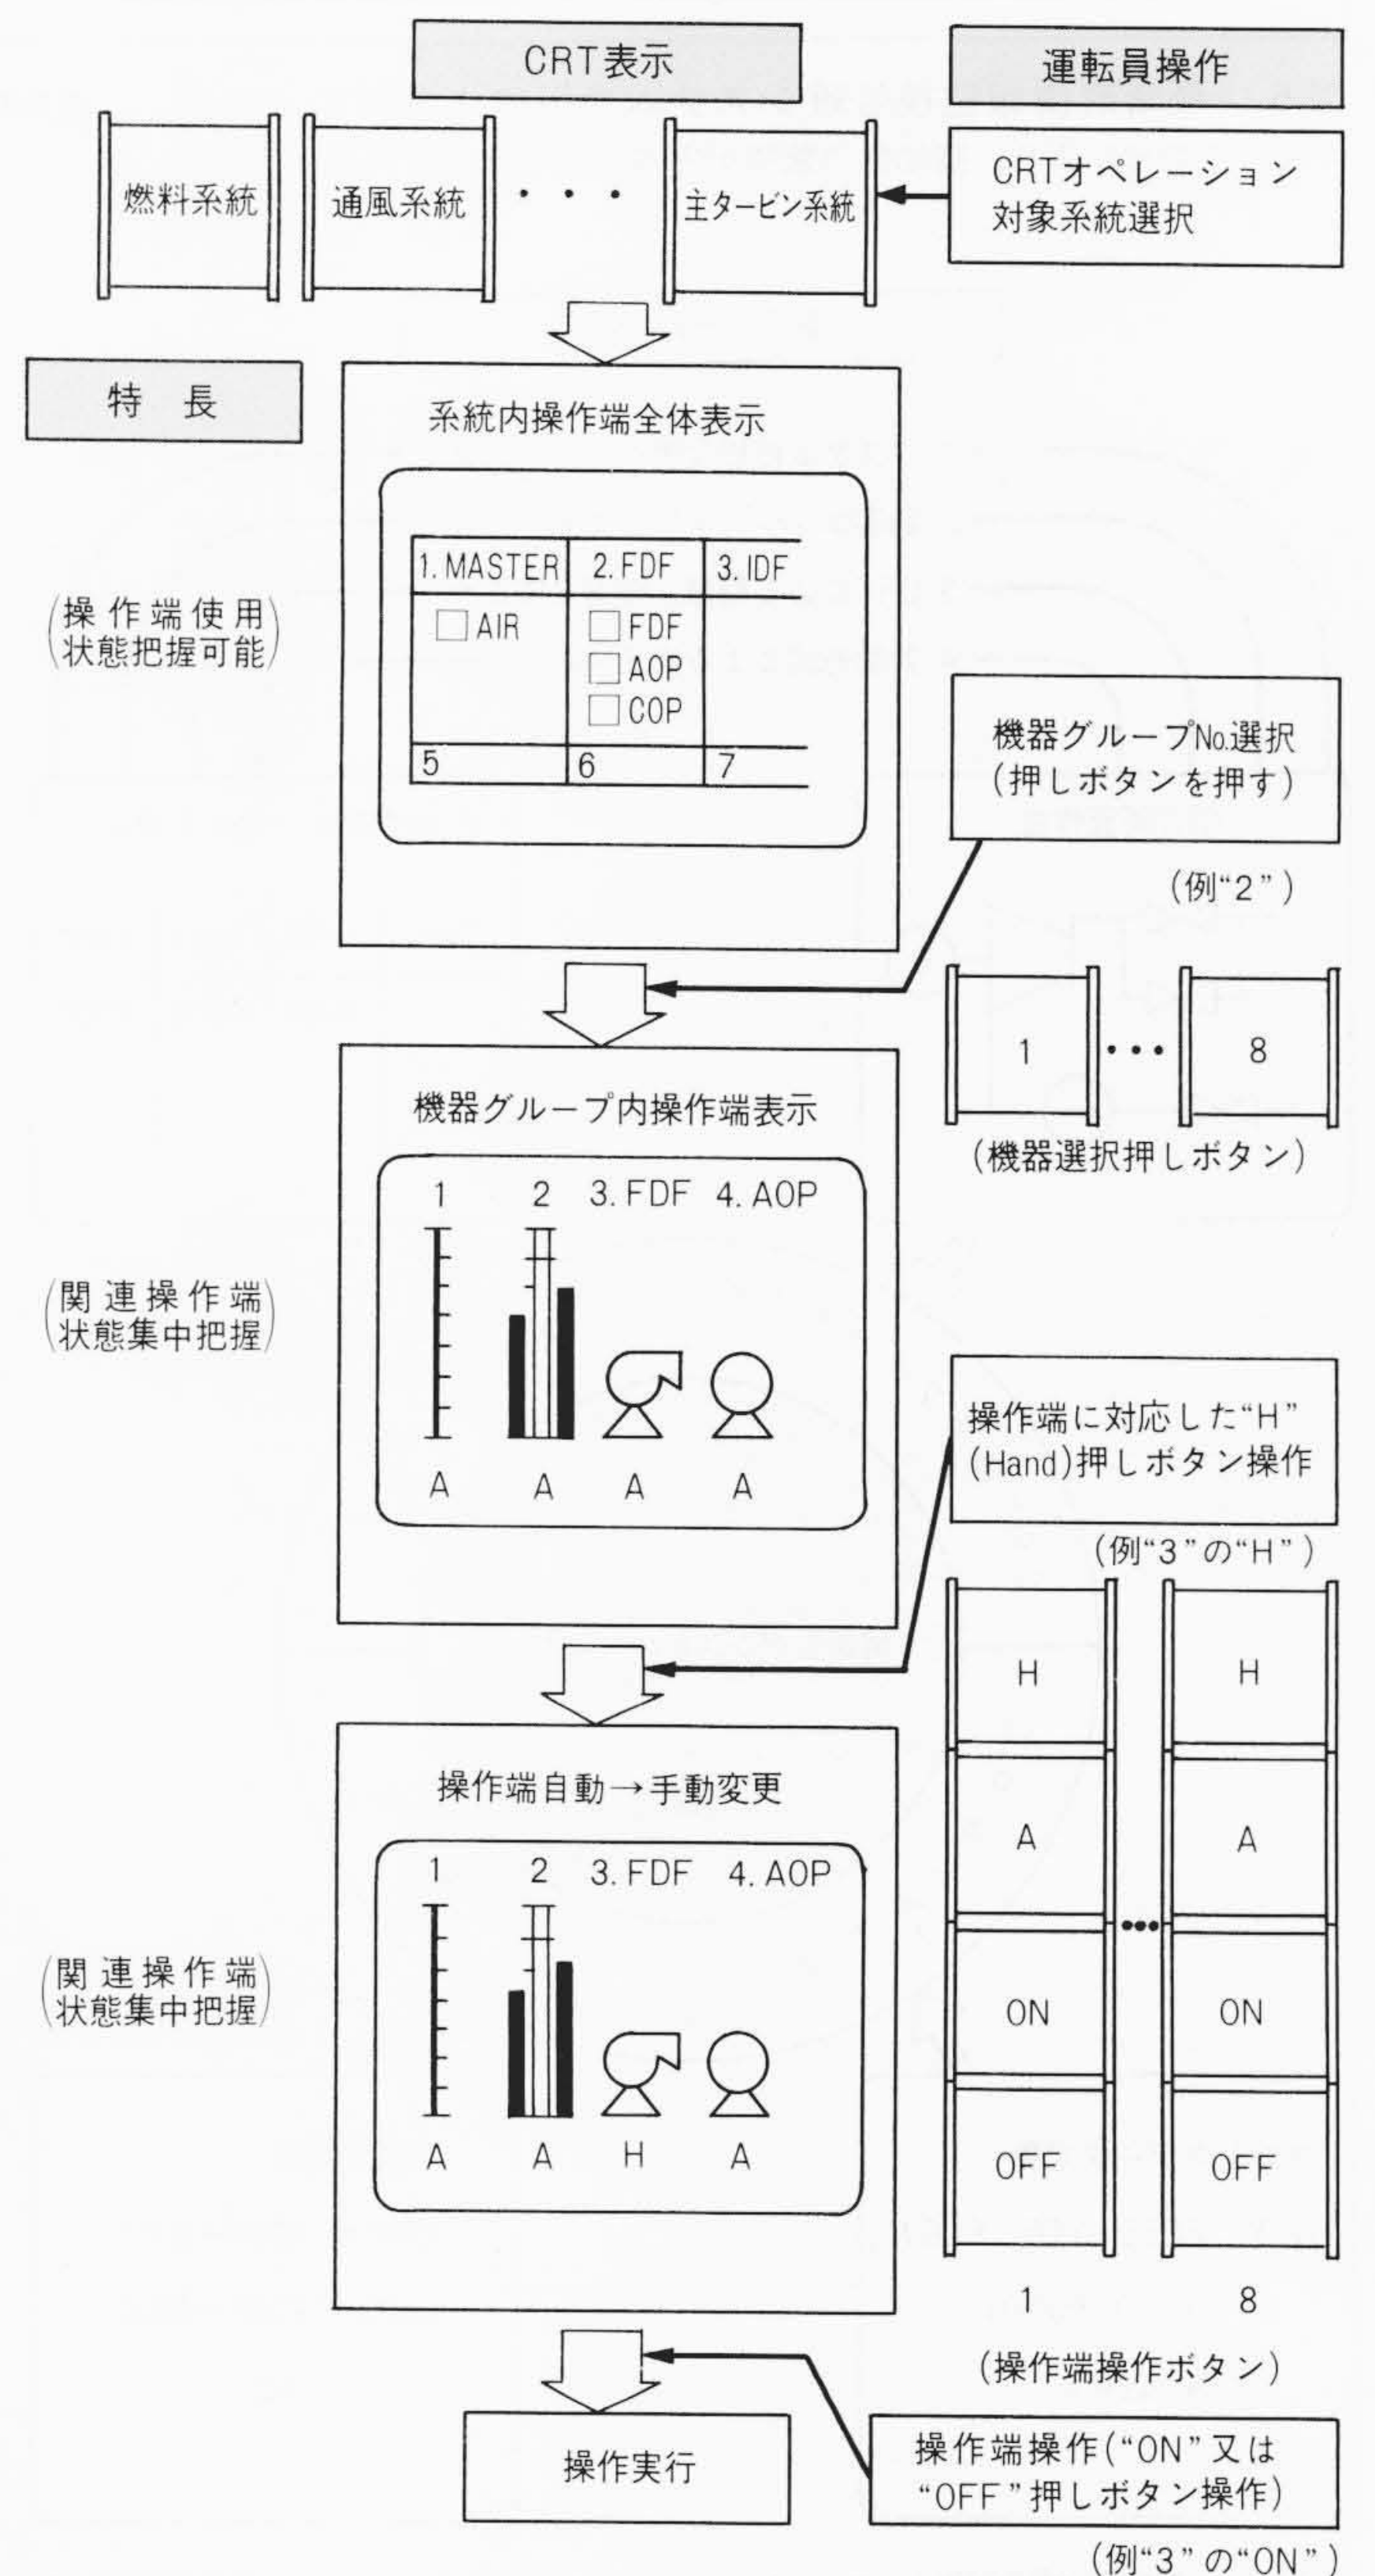 CRT表示
運転員操作
燃料系統
通風系統
・・・
主タービン系統
CRTオペレーション
対象系統選択
特 長
系統内操作端全体表示
1. MASTER 2. FDF 3. IDF
□ AIR □ FDF
□ AOP
□ COP
5 6 7
(操作端使用
状態把握可能)
機器グループNo.選択
(押しボタンを押す)
(例“2”)
1 ・・・ 8
(機器選択押しボタン)
機器グループ内操作端表示
1 2 3. FDF 4. AOP
A A A A
(関連操作端
状態集中把握)
操作端に対応した“H”
(Hand)押しボタン操作
(例“3”の“H”)
H H
A A
・・・
ON ON
OFF OFF
1 8
(操作端操作ボタン)
操作端自動→手動変更
1 2 3. FDF 4. AOP
A A H A
(関連操作端
状態集中把握)
操作実行
操作端操作(“ON”又は
“OFF”押しボタン操作)
(例“3”の“ON”)